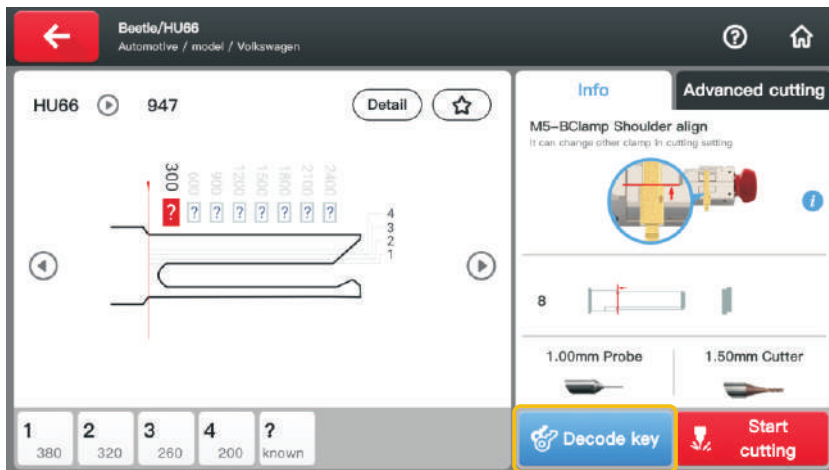 Beetle/HU66
Automotive / model / Volkswagen
HU66 947 Detail
300 600 900 1200 1500 1800 2100 2400
? ? ? ? ? ? ? ?
4
3
2
1
1 380
2 320
3 260
4 200
? known
Info
Advanced cutting
M5-BClamp Shoulder align
It can change other clamp in cutting setting
i
8
1.00mm Probe
1.50mm Cutter
Decode key
Start
cutting